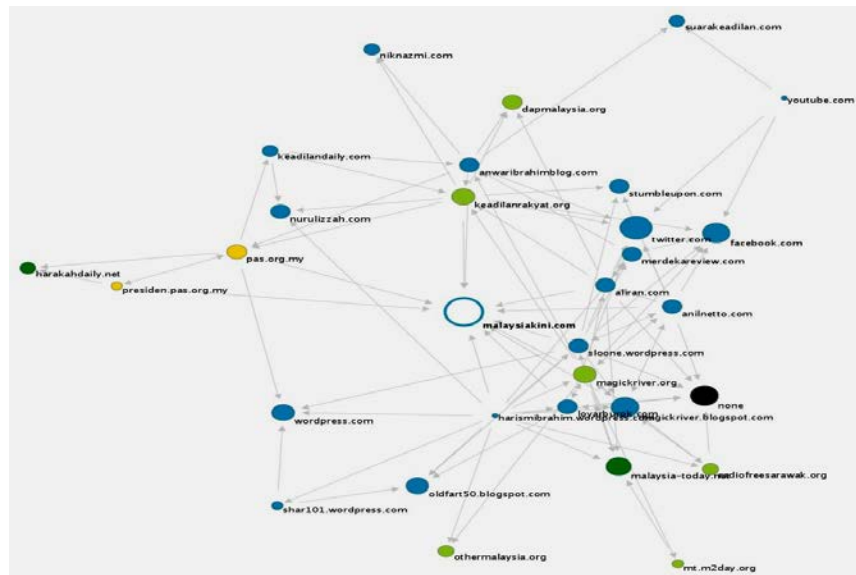 suarakeadilan.com
niknazmi.com
youtube.com
dapmalaysia.org
keadilandaily.com
anwaribrahimblog.com
stumbleupon.com
keadilanrakyat.org
nurulizzah.com
twitter.com
facebook.com
merdekareview.com
pas.org.my
harakahdaily.net
presiden.pas.org.my
aliran.com
anilnetto.com
malaysiakini.com
sloone.wordpress.com
magickriver.org
none
wordpress.com
harismibrahim.wordpress.com
magickriver.blogspot.com
malaysia-today.net
radiofreesarawak.org
oldfart50.blogspot.com
shar101.wordpress.com
othermalaysia.org
mt.m2day.org